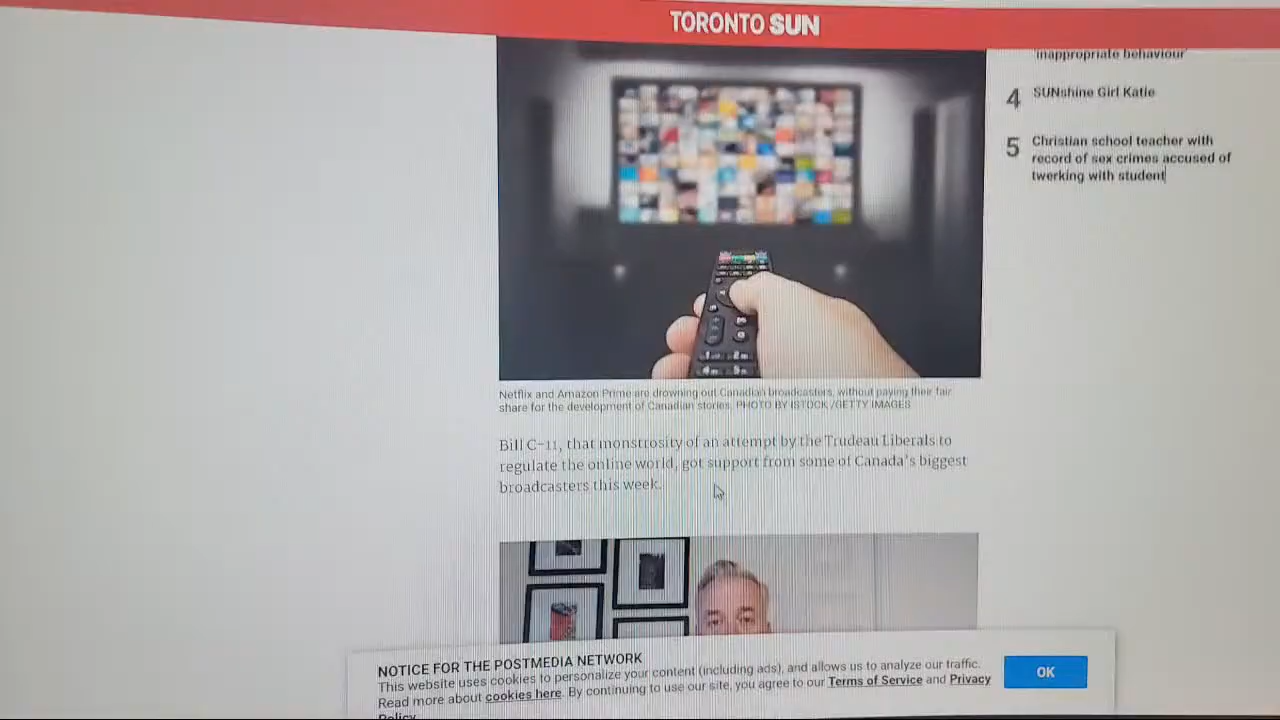 TORONTO SUN
'inappropriate behaviour'
4 SUNshine Girl Katie
5 Christian school teacher with
record of sex crimes accused of
twerking with student
Netflix and Amazon Prime are drowning out Canadian broadcasters, without paying their fair
share for the development of Canadian stories. PHOTO BY ISTOCK /GETTY IMAGES
Bill C-11, that monstrosity of an attempt by the Trudeau Liberals to
regulate the online world, got support from some of Canada's biggest
broadcasters this week.
NOTICE FOR THE POSTMEDIA NETWORK
This website uses cookies to personalize your content (including ads), and allows us to analyze our traffic.
Read more about cookies here. By continuing to use our site, you agree to our Terms of Service and Privacy
Policy
OK